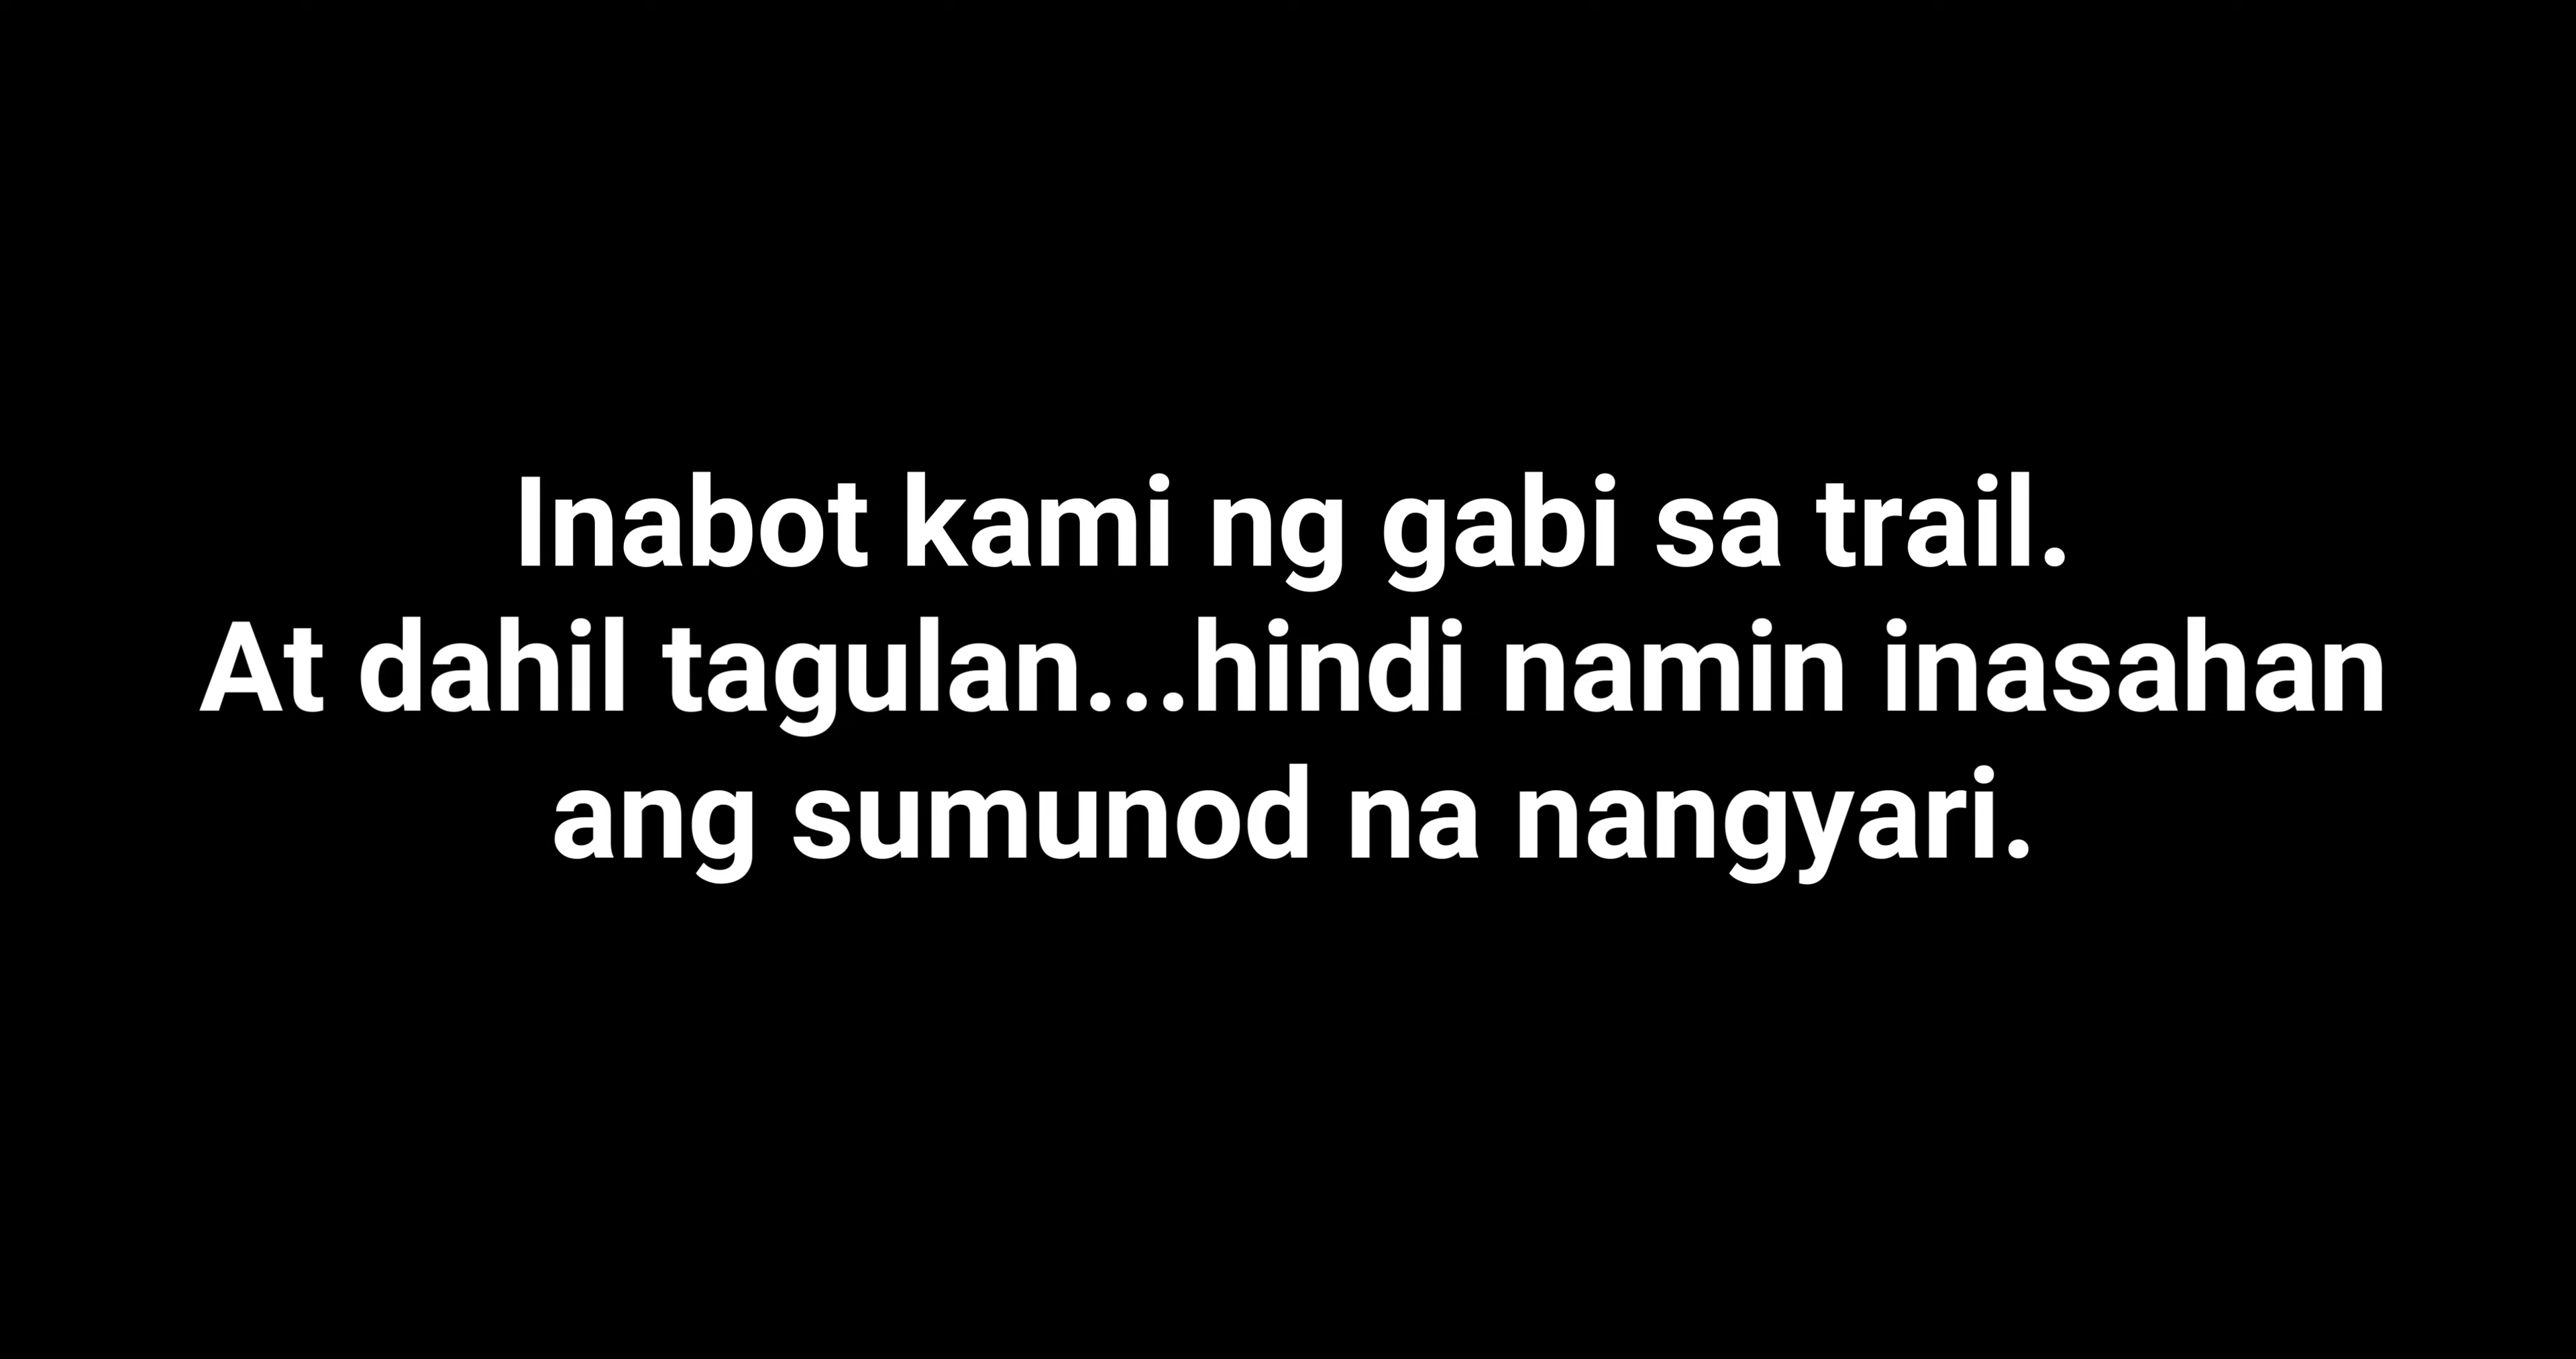 Inabot kami ng gabi sa trail.
At dahil tagulan...hindi namin inasahan
ang sumunod na nangyari.